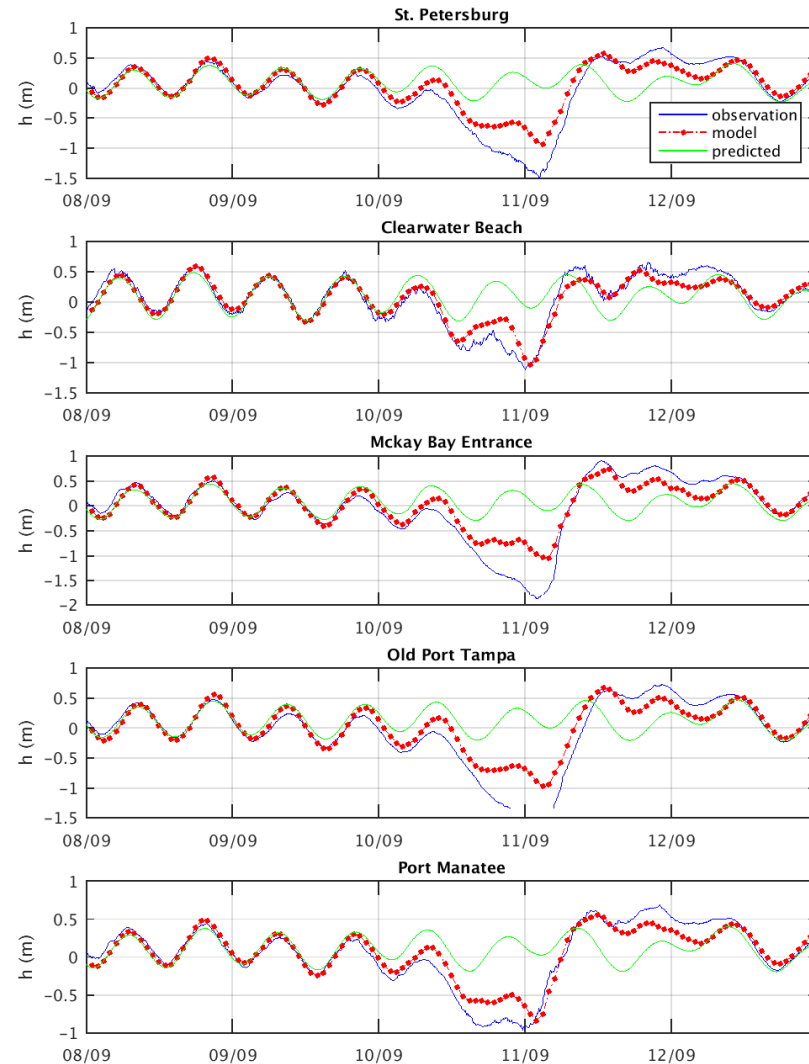 St. Petersburg
h (m)
1
0.5
0
-0.5
-1
-1.5
observation
model
predicted
08/09 09/09 10/09 11/09 12/09
Clearwater Beach
h (m)
1
0.5
0
-0.5
-1
-1.5
08/09 09/09 10/09 11/09 12/09
Mckay Bay Entrance
h (m)
1
0.5
0
-0.5
-1
-1.5
-2
08/09 09/09 10/09 11/09 12/09
Old Port Tampa
h (m)
1
0.5
0
-0.5
-1
-1.5
08/09 09/09 10/09 11/09 12/09
Port Manatee
h (m)
1
0.5
0
-0.5
-1
08/09 09/09 10/09 11/09 12/09